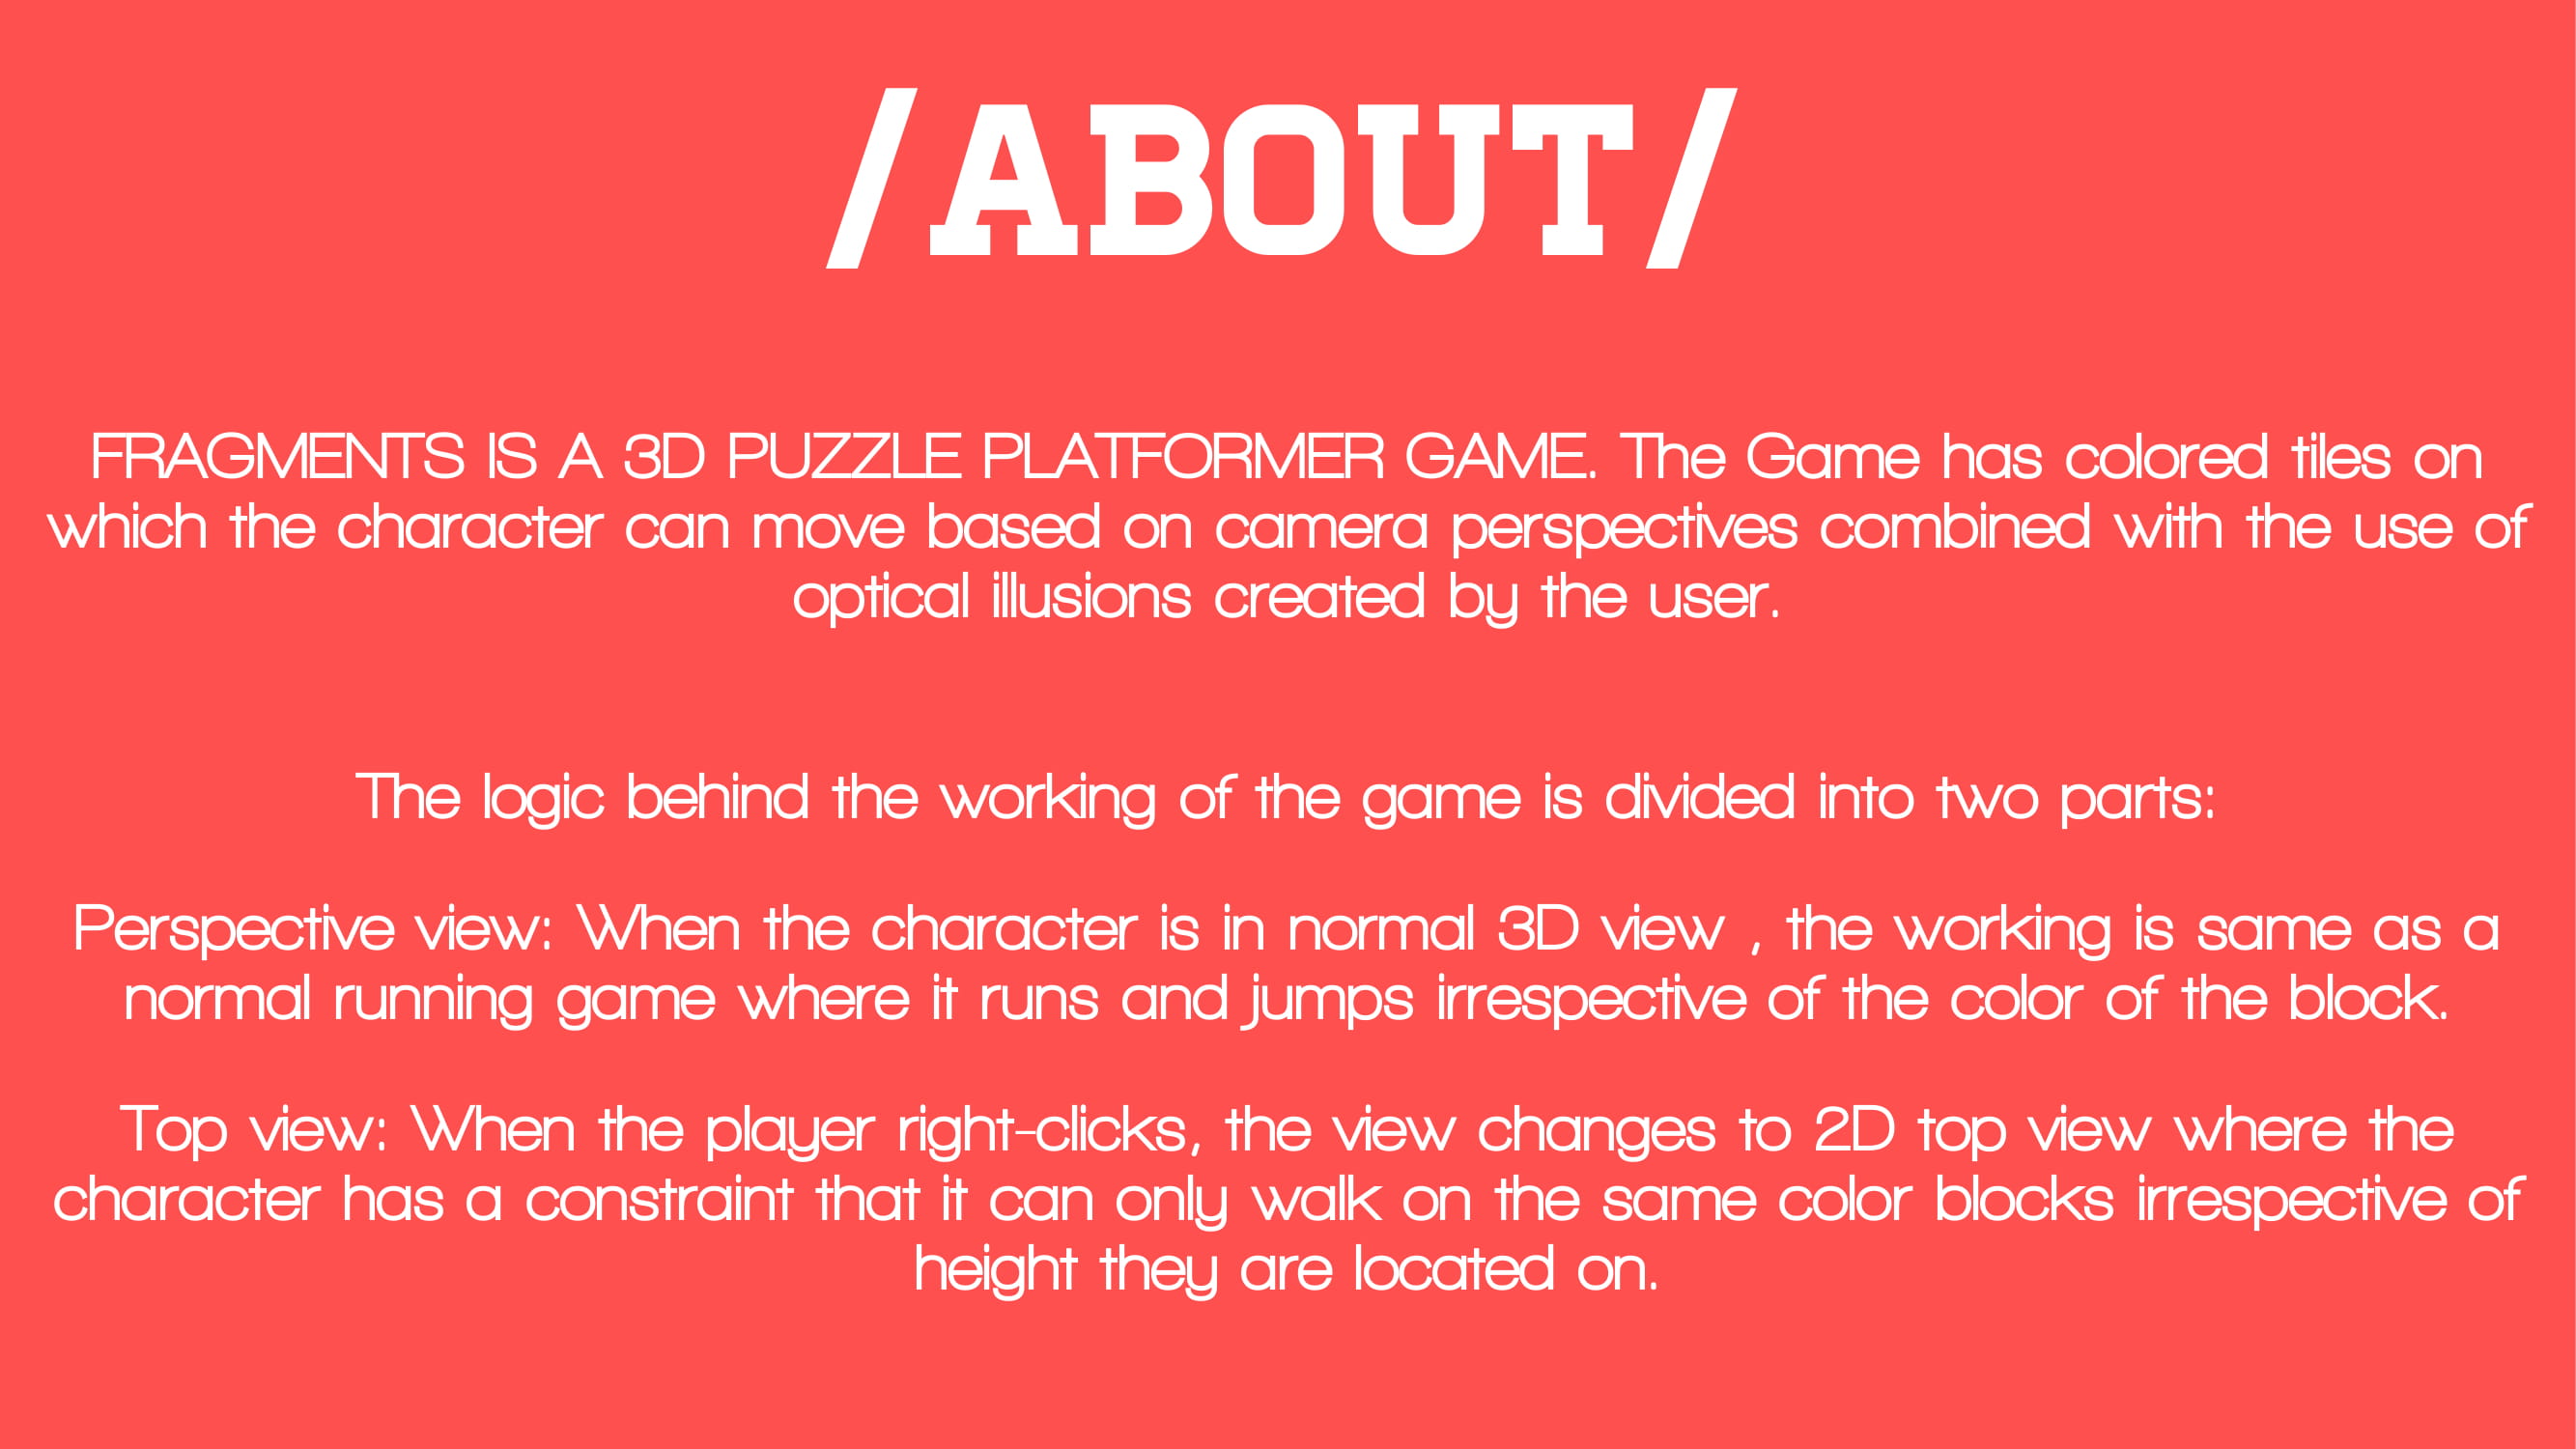 /ABOUT/
FRAGMENTS IS A 3D PUZZLE PLATFORMER GAME. The Game has colored tiles on
which the character can move based on camera perspectives combined with the use of
optical illusions created by the user.
The logic behind the working of the game is divided into two parts:
Perspective view: When the character is in normal 3D view , the working is same as a
normal running game where it runs and jumps irrespective of the color of the block.
Top view: When the player right-clicks, the view changes to 2D top view where the
character has a constraint that it can only walk on the same color blocks irrespective of
height they are located on.